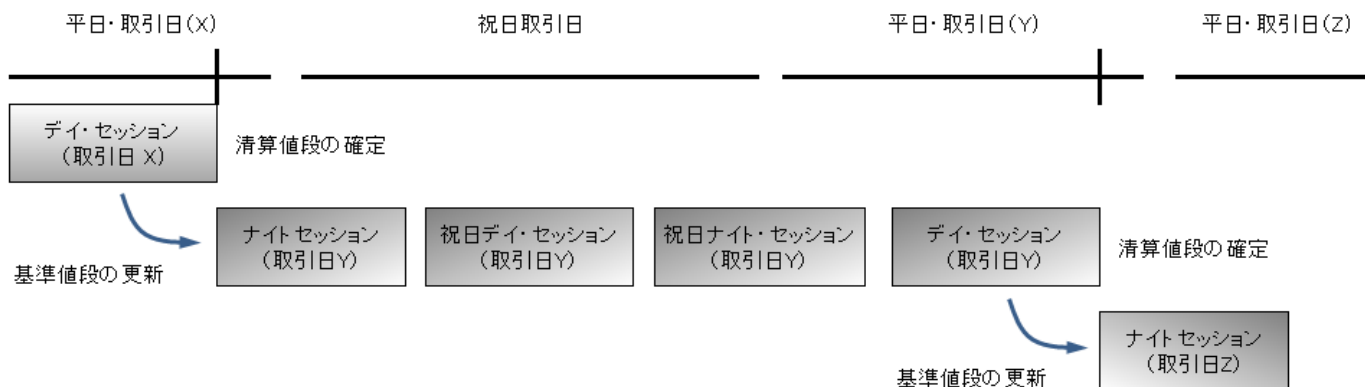 平日・取引日(X)
祝日取引日
平日・取引日(Y)
平日・取引日(Z)
デイ・セッション
(取引日 X)
清算値段の確定
ナイトセッション
(取引日Y)
祝日デイ・セッション
(取引日Y)
祝日ナイト・セッション
(取引日Y)
デイ・セッション
(取引日Y)
清算値段の確定
基準値段の更新
ナイトセッション
(取引日Z)
基準値段の更新